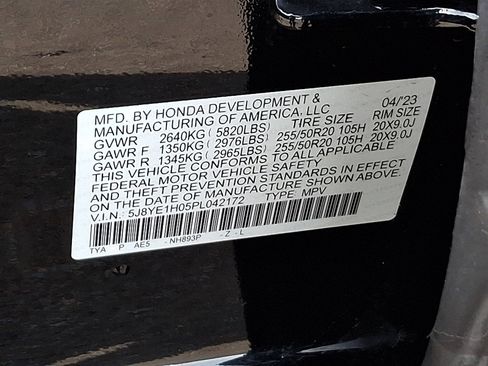 MFD. BY HONDA DEVELOPMENT & 04/'23
MANUFACTURING OF AMERICA, LLC
GVWR 2640KG (5820LBS) TIRE SIZE RIM SIZE
GAWR F 1350KG (2976LBS) 255/50R20 105H 20X9.0J
GAWR R 1345KG (2965LBS) 255/50R20 105H 20X9.0J
THIS VEHICLE CONFORMS TO ALL APPLICABLE
FEDERAL MOTOR VEHICLE SAFETY
AND THEFT PREVENTION STANDARDS IN EFFECT
ON THE DATE OF MANUFACTURE SHOWN ABOVE.
V.I.N.: 5J8YE1H05PL042172 TYPE: MPV
TYA P AE5 - NH893P - Z - L